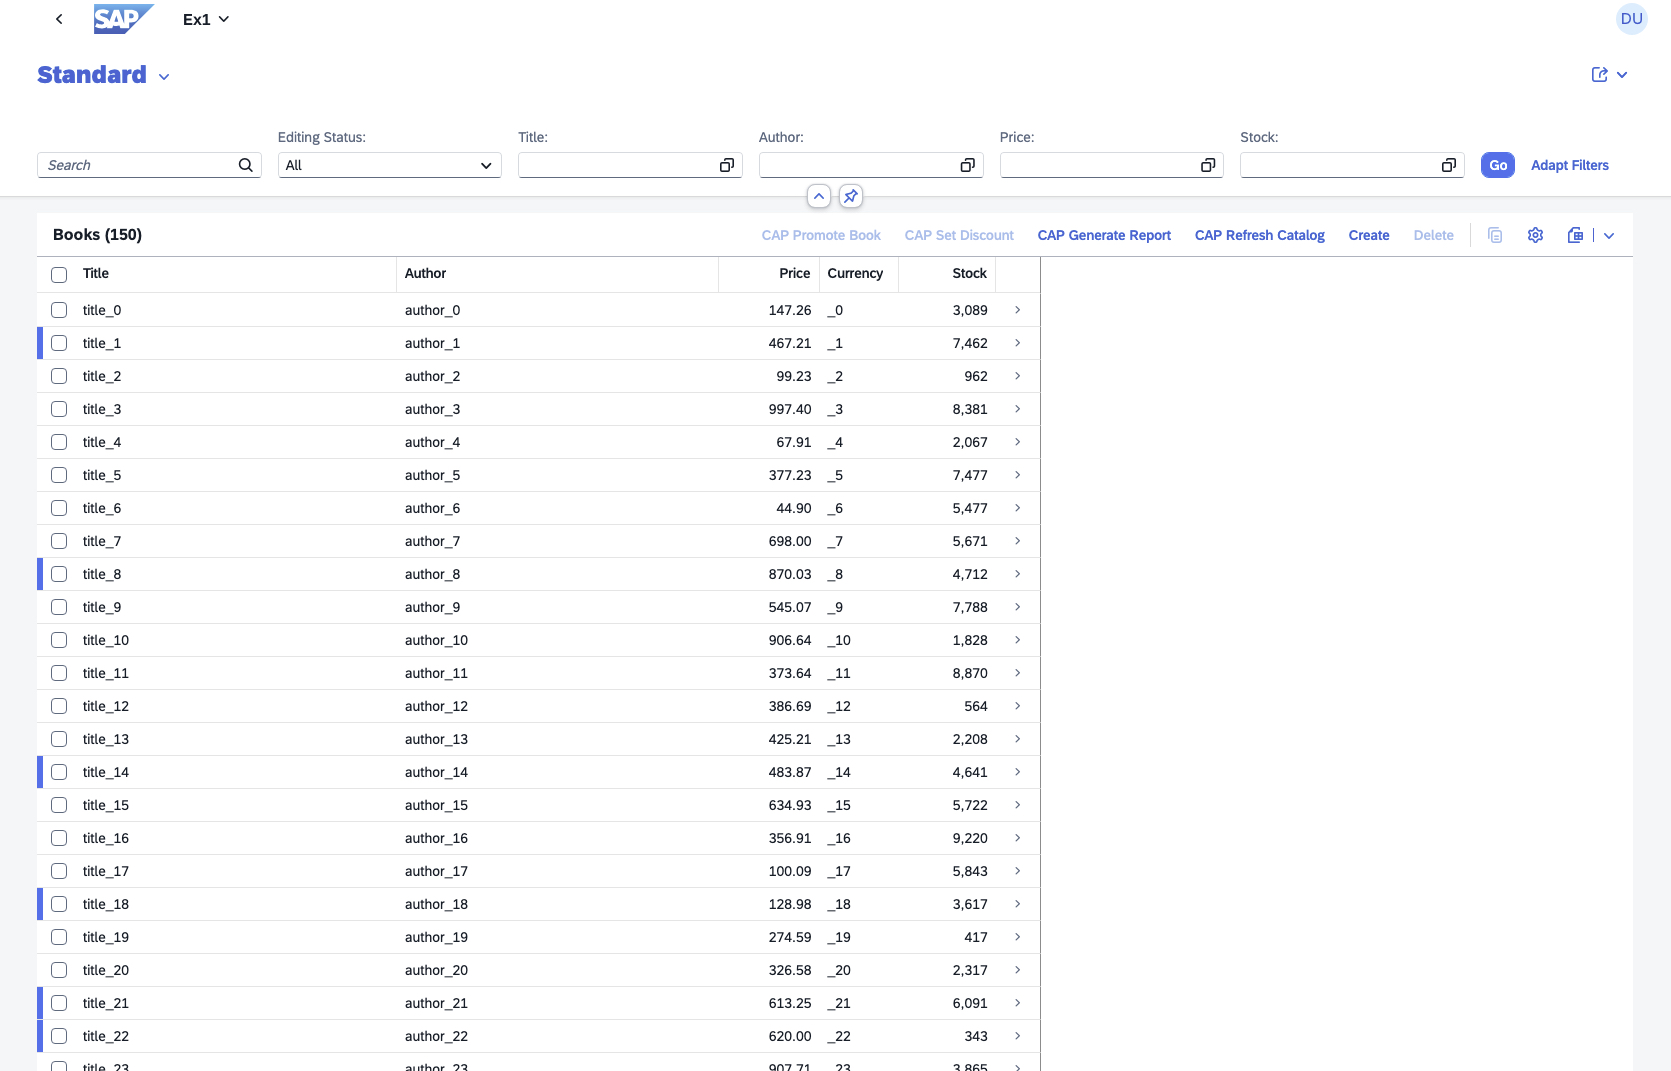 SAP Ex1 DU
Standard
Editing Status: Title: Author: Price: Stock:
Search All Go Adapt Filters
Books (150) CAP Promote Book CAP Set Discount CAP Generate Report CAP Refresh Catalog Create Delete
Title Author Price Currency Stock
title_0 author_0 147.26 _0 3,089
title_1 author_1 467.21 _1 7,462
title_2 author_2 99.23 _2 962
title_3 author_3 997.40 _3 8,381
title_4 author_4 67.91 _4 2,067
title_5 author_5 377.23 _5 7,477
title_6 author_6 44.90 _6 5,477
title_7 author_7 698.00 _7 5,671
title_8 author_8 870.03 _8 4,712
title_9 author_9 545.07 _9 7,788
title_10 author_10 906.64 _10 1,828
title_11 author_11 373.64 _11 8,870
title_12 author_12 386.69 _12 564
title_13 author_13 425.21 _13 2,208
title_14 author_14 483.87 _14 4,641
title_15 author_15 634.93 _15 5,722
title_16 author_16 356.91 _16 9,220
title_17 author_17 100.09 _17 5,843
title_18 author_18 128.98 _18 3,617
title_19 author_19 274.59 _19 417
title_20 author_20 326.58 _20 2,317
title_21 author_21 613.25 _21 6,091
title_22 author_22 620.00 _22 343
title_23 author_23 907.71 _23 3,865